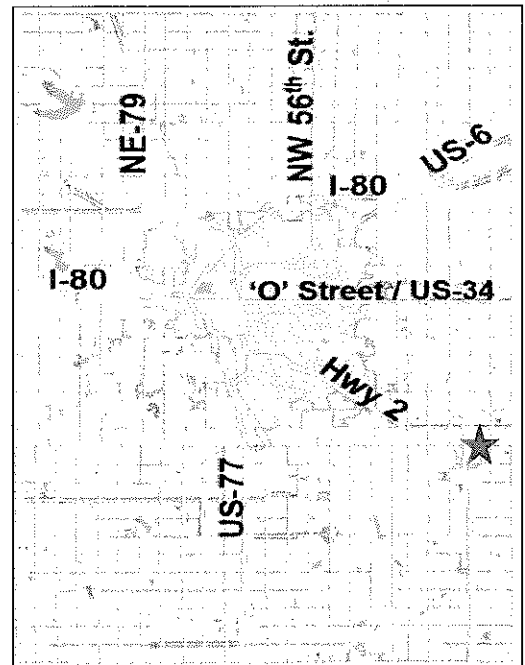 NE-79
NW 56th St.
US-6
I-80
I-80
'O' Street / US-34
Hwy 2
US-77